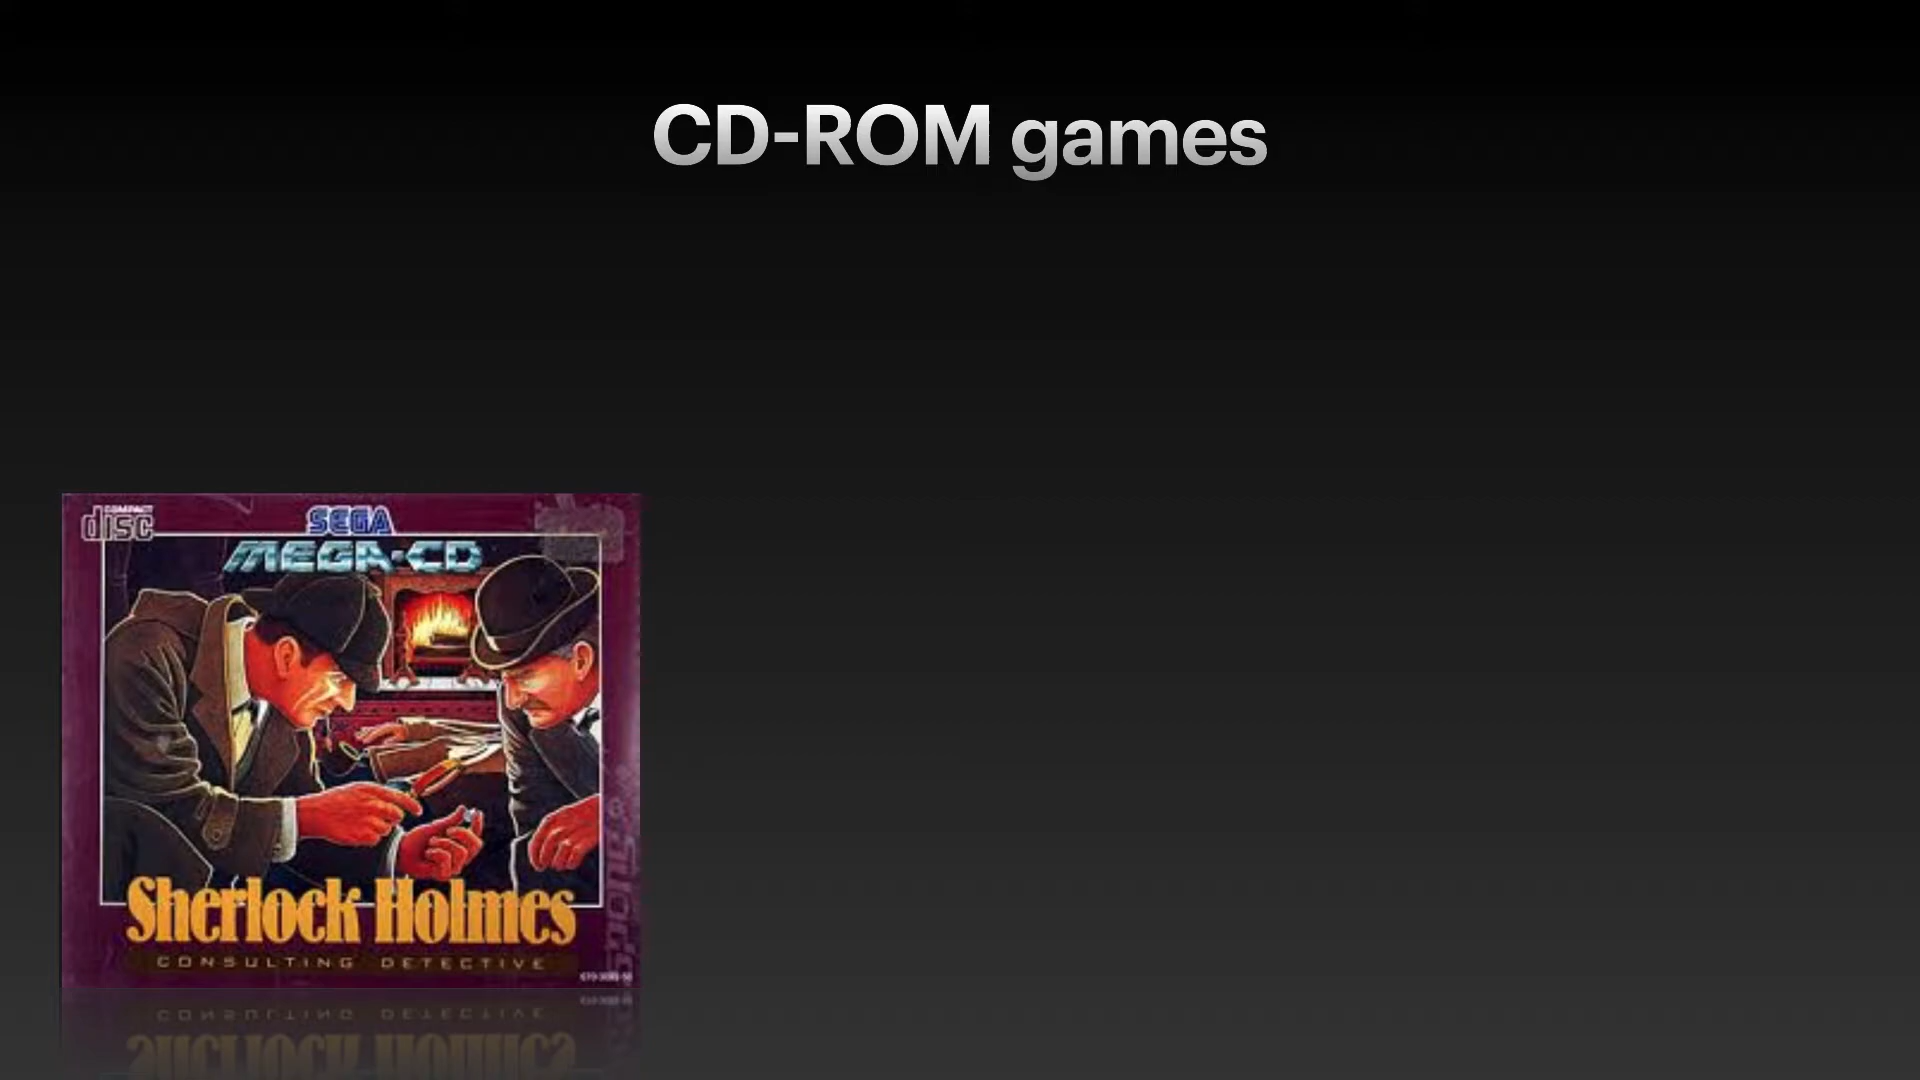 CD-ROM games
COMPACT
disc
SEGA
MEGA-CD
Sherlock Holmes
CONSULTING DETECTIVE